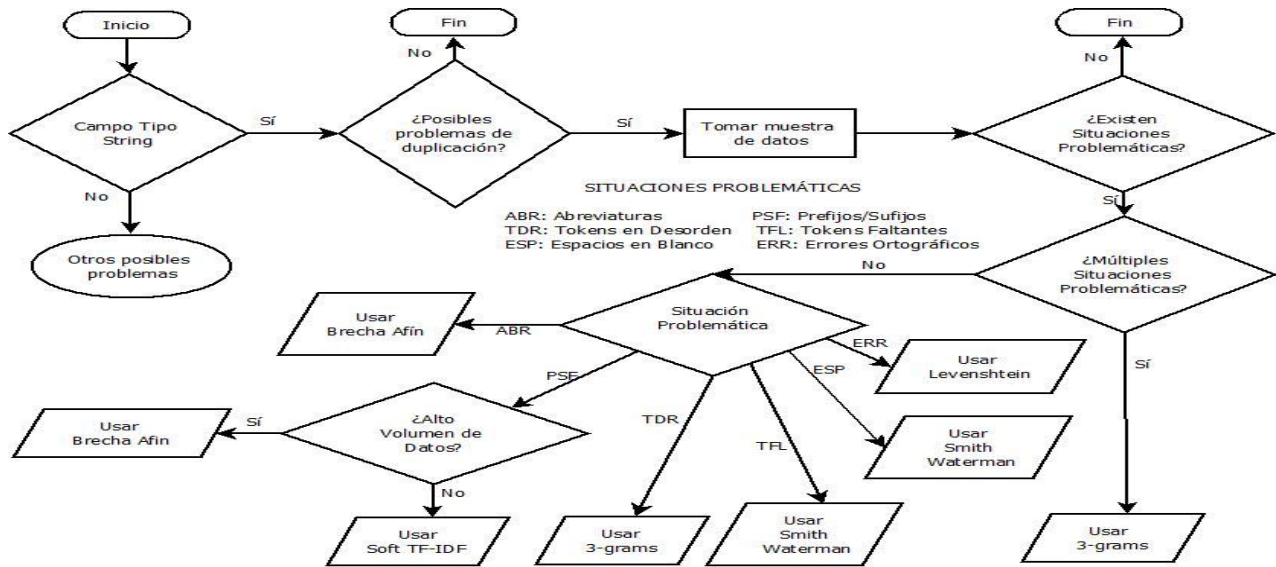 Inicio
Fin
Fin
No
No
Campo Tipo
String
Sí
¿Posibles
problemas de
duplicación?
Sí
Tomar muestra
de datos
¿Existen
Situaciones
Problemáticas?
No
Sí
Otros posibles
problemas
SITUACIONES PROBLEMÁTICAS
ABR: Abreviaturas
PSF: Prefijos/Sufijos
TDR: Tokens en Desorden
TFL: Tokens Faltantes
ESP: Espacios en Blanco
ERR: Errores Ortográficos
¿Múltiples
Situaciones
Problemáticas?
No
Situación
Problemática
Usar
Brecha Afín
ABR
ERR
Usar
Levenshtein
Sí
PSF
ESP
TDR
TFL
¿Alto
Volumen de
Datos?
Sí
Usar
Brecha Afin
Usar
Smith
Waterman
No
Usar
Soft TF-IDF
Usar
3-grams
Usar
Smith
Waterman
Usar
3-grams